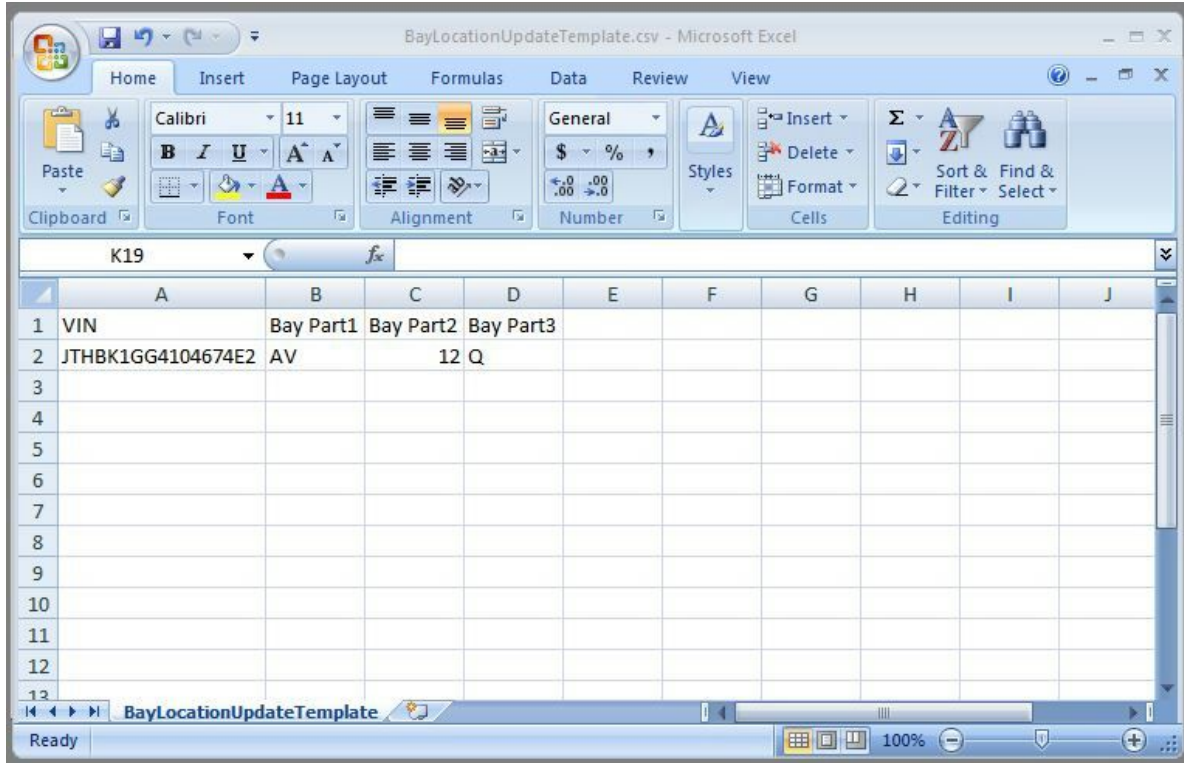 BayLocationUpdateTemplate.csv - Microsoft Excel
Home Insert Page Layout Formulas Data Review View
Calibri 11 General Insert Σ
Paste B I U A A $ % , Styles Delete Sort & Filter Find & Select
A .0 .00 .00 .0 Format
Clipboard Font Alignment Number Cells Editing
K19 fx
A B C D E F G H I J
1 VIN Bay Part1 Bay Part2 Bay Part3
2 JTHBK1GG4104674E2 AV 12 Q
3
4
5
6
7
8
9
10
11
12
13
BayLocationUpdateTemplate
Ready 100%